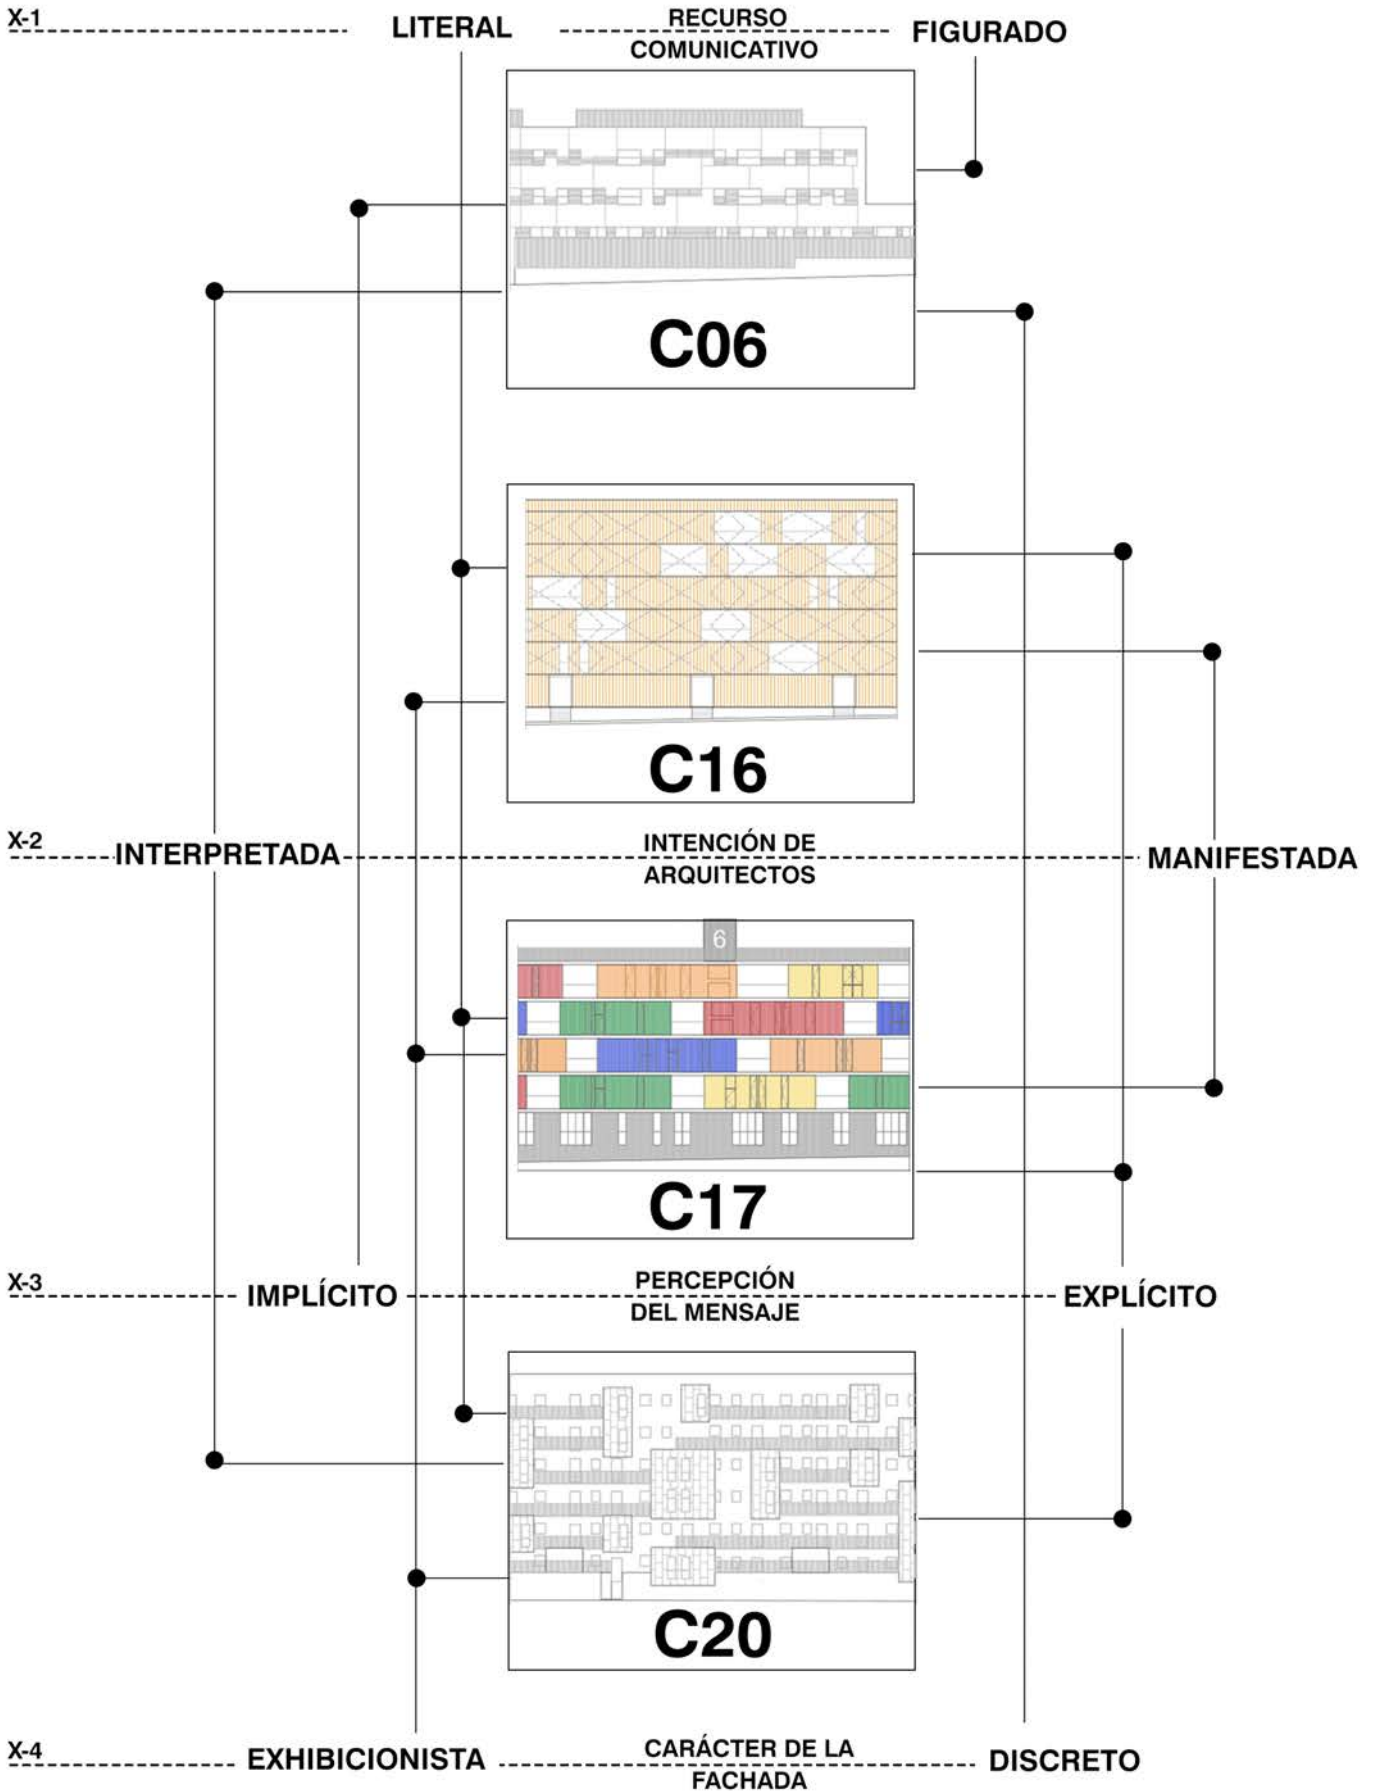 X-1
LITERAL
RECURSO
COMUNICATIVO
FIGURADO
C06
C16
X-2
INTERPRETADA
INTENCIÓN DE
ARQUITECTOS
MANIFESTADA
6
C17
X-3
IMPLÍCITO
PERCEPCIÓN
DEL MENSAJE
EXPLÍCITO
C20
X-4
EXHIBICIONISTA
CARÁCTER DE LA
FACHADA
DISCRETO